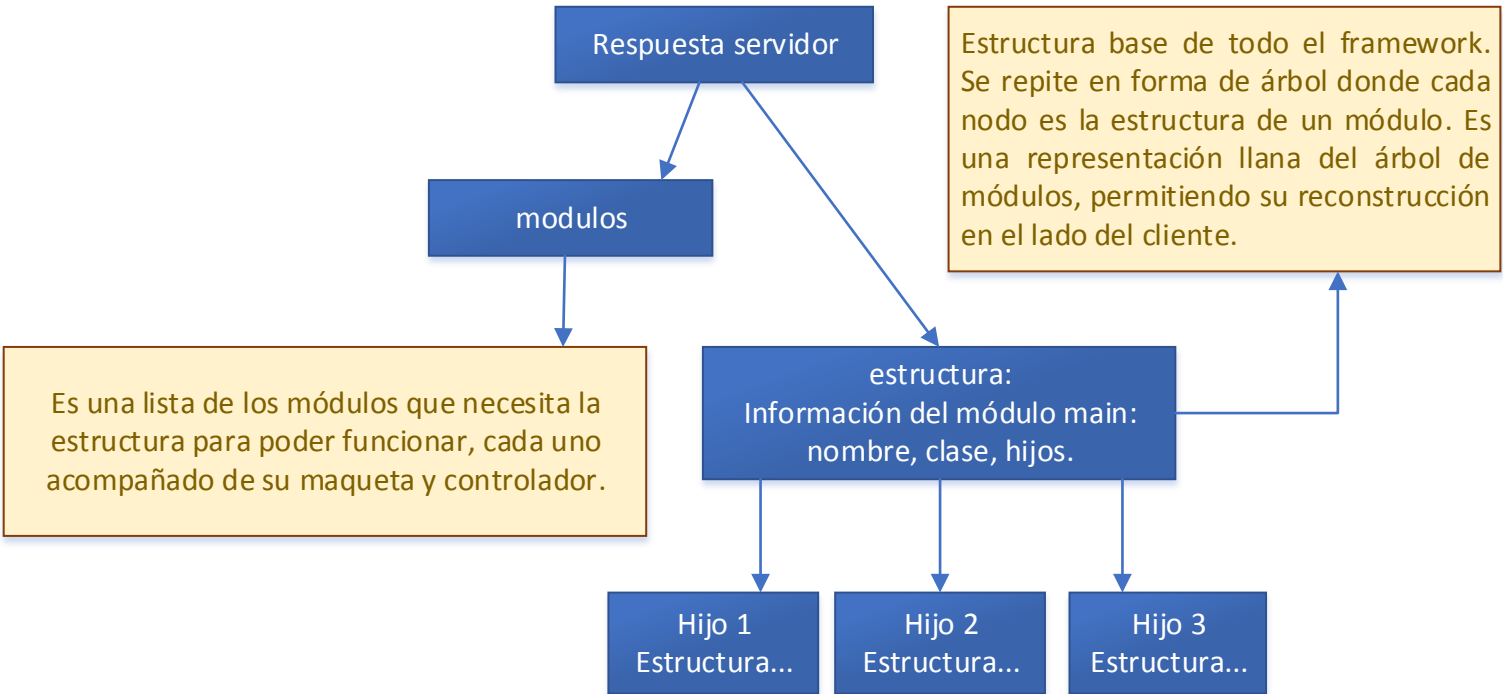 Respuesta servidor
Estructura base de todo el framework.
Se repite en forma de árbol donde cada
nodo es la estructura de un módulo. Es
una representación llana del árbol de
módulos, permitiendo su reconstrucción
en el lado del cliente.
modulos
Es una lista de los módulos que necesita la
estructura para poder funcionar, cada uno
acompañado de su maqueta y controlador.
estructura:
Información del módulo main:
nombre, clase, hijos.
Hijo 1
Estructura...
Hijo 2
Estructura...
Hijo 3
Estructura...